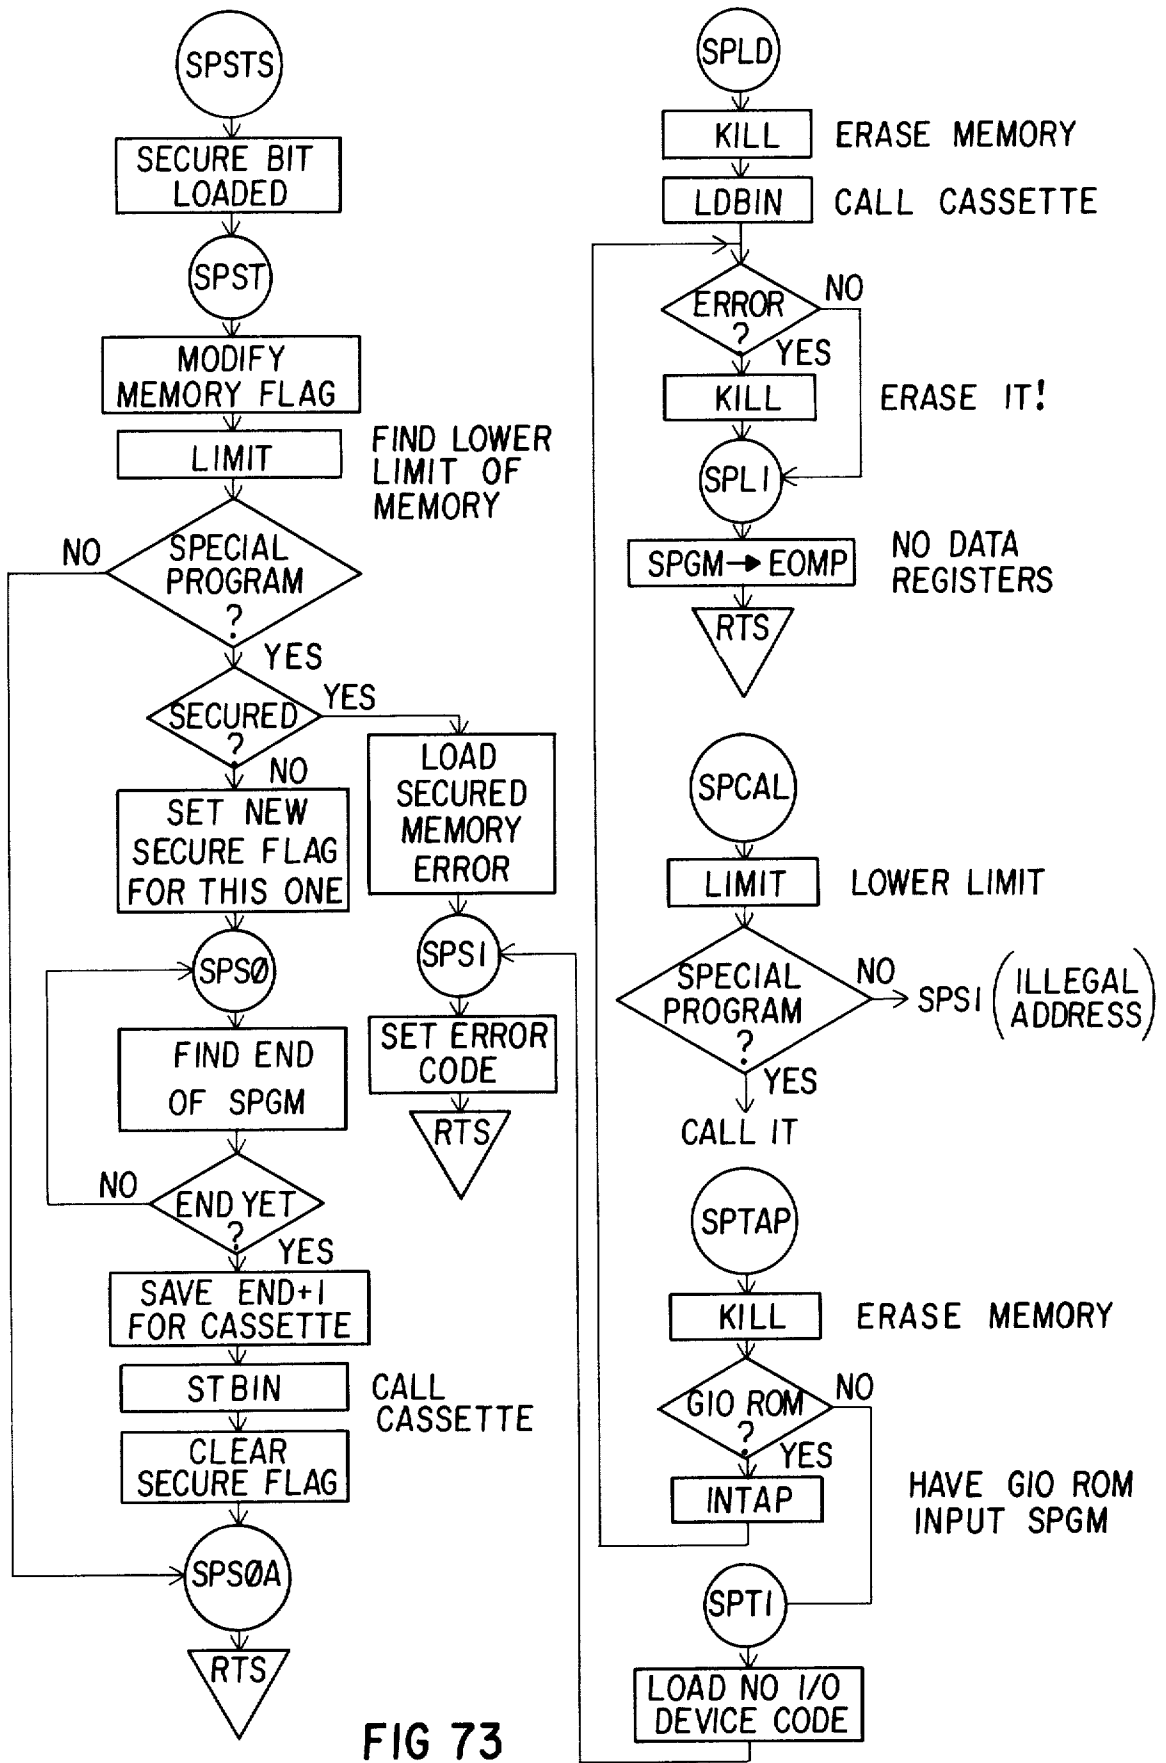 SPSTS
SECURE BIT
LOADED
SPST
MODIFY
MEMORY FLAG
LIMIT
FIND LOWER
LIMIT OF
MEMORY
SPECIAL
PROGRAM
?
NO
YES
SECURED
?
YES
NO
SET NEW
SECURE FLAG
FOR THIS ONE
LOAD
SECURED
MEMORY
ERROR
SPSØ
SPS1
FIND END
OF SPGM
SET ERROR
CODE
RTS
END YET
?
NO
YES
SAVE END+1
FOR CASSETTE
STBIN
CALL
CASSETTE
CLEAR
SECURE FLAG
SPSØA
RTS
SPLD
KILL
ERASE MEMORY
LDBIN
CALL CASSETTE
ERROR
?
NO
YES
KILL
ERASE IT!
SPL1
SPGM→EOMP
NO DATA
REGISTERS
RTS
SPCAL
LIMIT
LOWER LIMIT
SPECIAL
PROGRAM
?
NO
SPS1 (ILLEGAL
ADDRESS)
YES
CALL IT
SPTAP
KILL
ERASE MEMORY
GIO ROM
?
NO
YES
INTAP
HAVE GIO ROM
INPUT SPGM
SPT1
LOAD NO I/O
DEVICE CODE
FIG 73